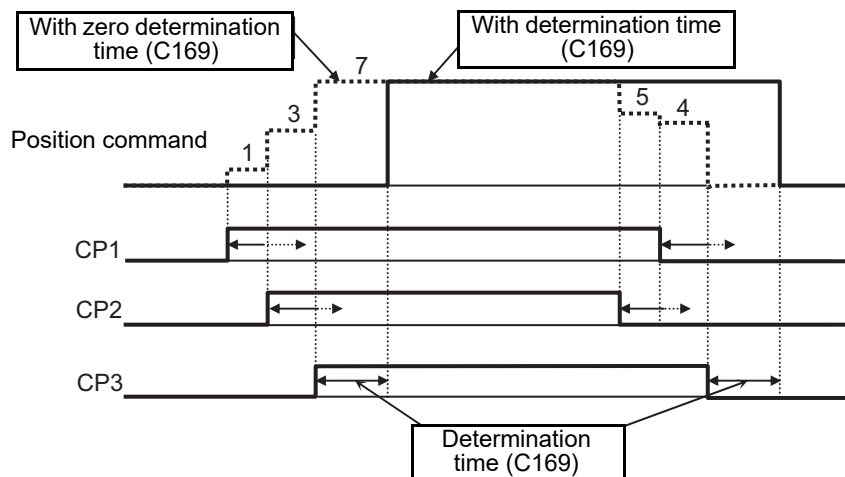 With zero determination
time (C169)
With determination time
(C169)
7
5
4
3
1
Position command
CP1
CP2
CP3
Determination
time (C169)